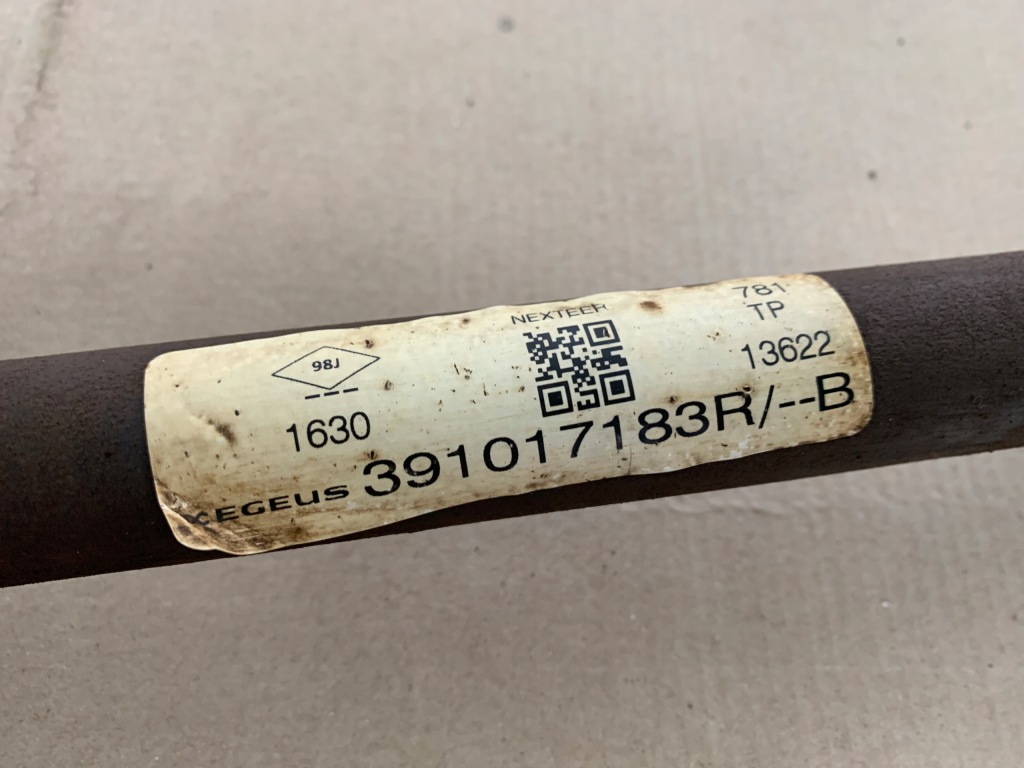 98J
---
1630
NEXTEER
781
TP
13622
CEGEUS 391017183R/--B